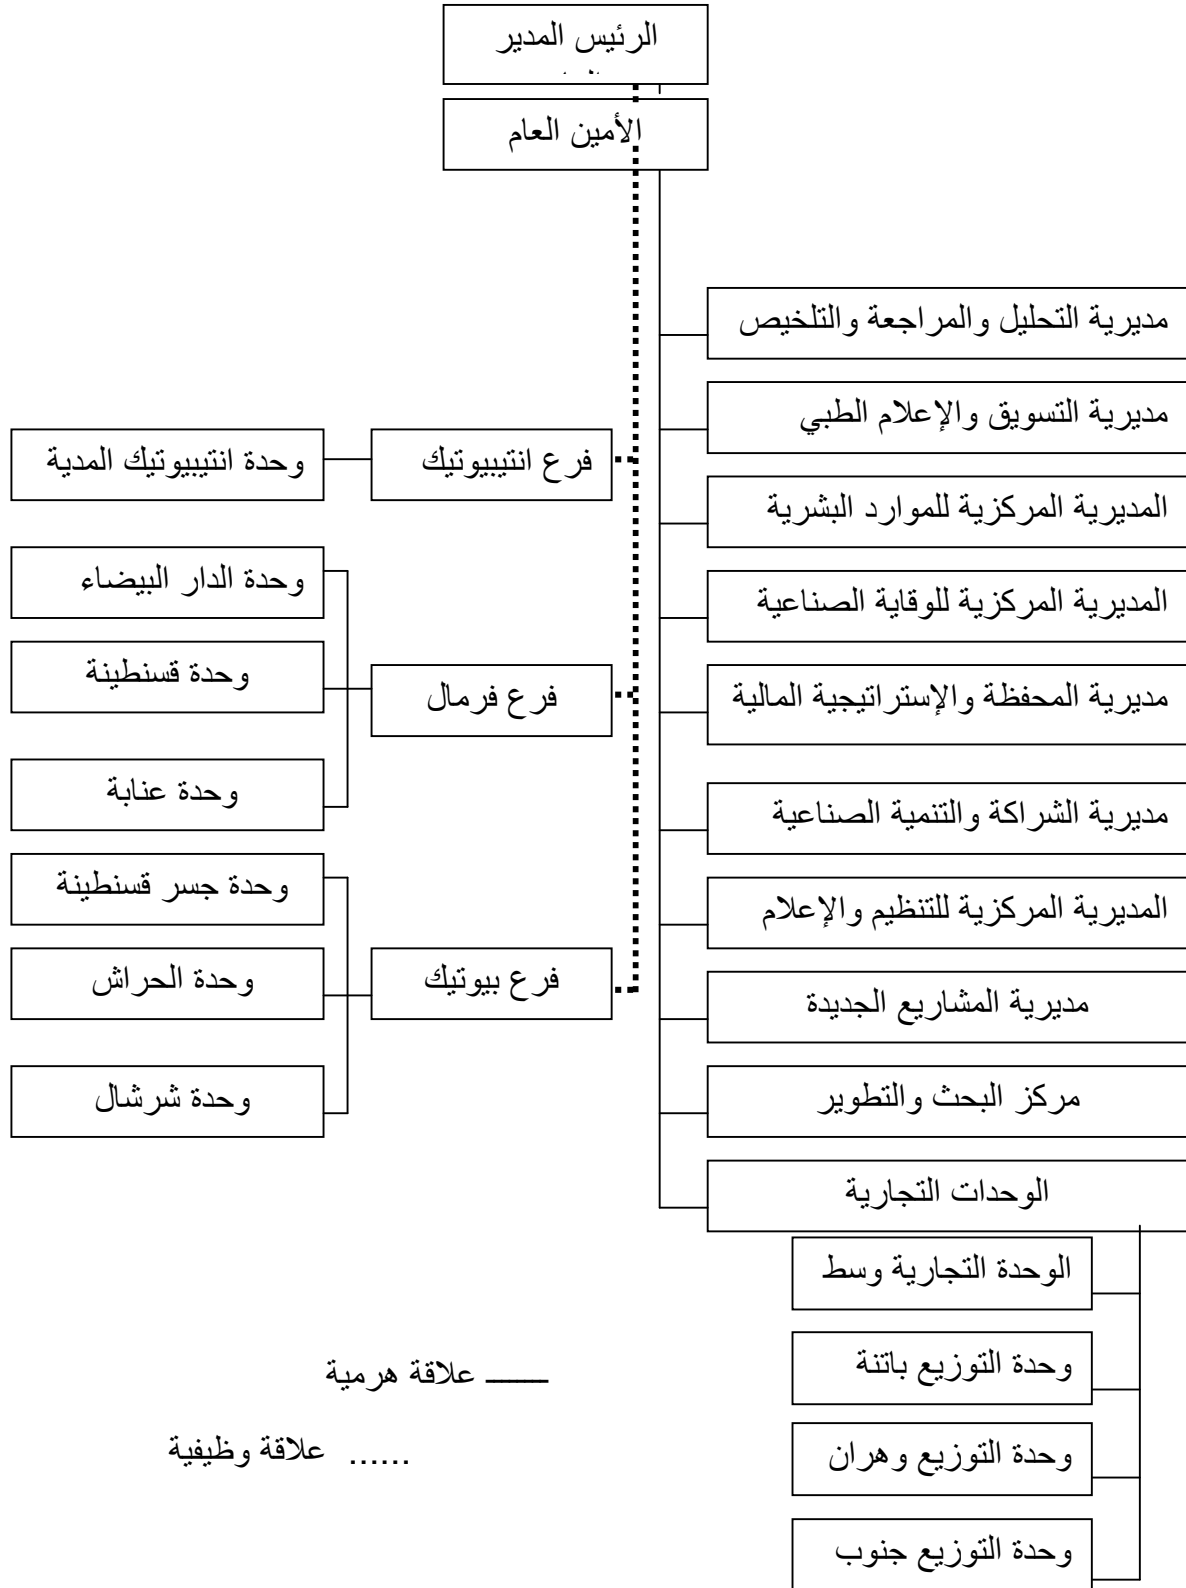 الرئيس المدير
الأمين العام
مديرية التحليل والمراجعة والتلخيص
مديرية التسويق والإعلام الطبي
المديرية المركزية للموارد البشرية
المديرية المركزية للوقاية الصناعية
مديرية المحفظة والإستراتيجية المالية
مديرية الشراكة والتنمية الصناعية
المديرية المركزية للتنظيم والإعلام
مديرية المشاريع الجديدة
مركز البحث والتطوير
الوحدات التجارية
الوحدة التجارية وسط
وحدة التوزيع باتنة
وحدة التوزيع وهران
وحدة التوزيع جنوب
فرع انتيبيوتيك
وحدة انتيبيوتيك المدية
فرع فرمال
وحدة الدار البيضاء
وحدة قسنطينة
وحدة عنابة
فرع بيوتيك
وحدة جسر قسنطينة
وحدة الحراش
وحدة شرشال
ـــــ علاقة هرمية
...... علاقة وظيفية